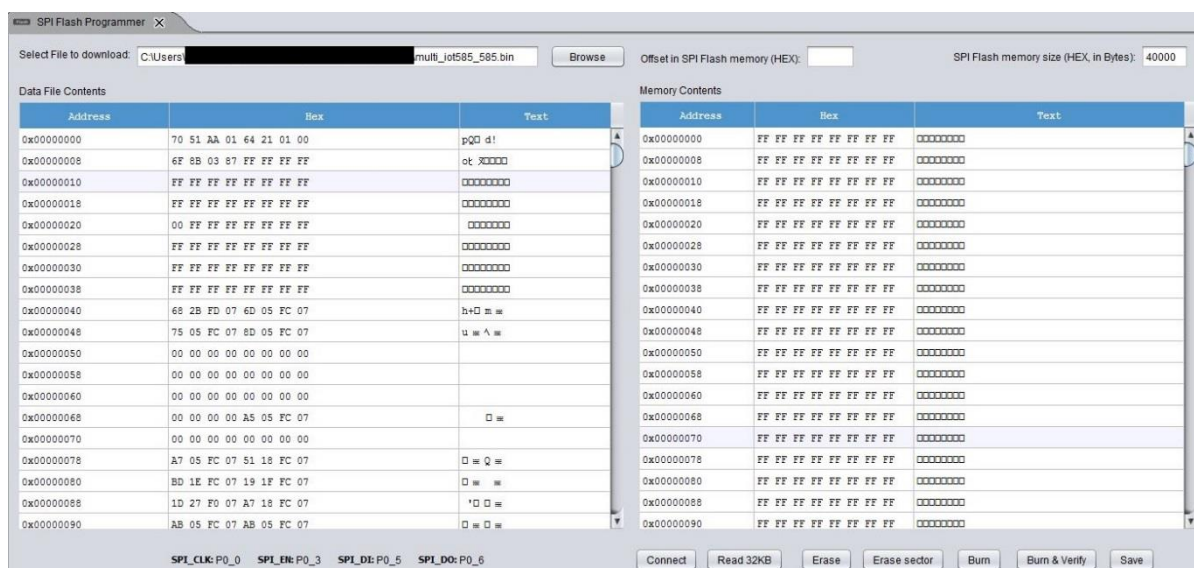 SPI Flash Programmer X
Select File to download: C:\Users\ multi_iot585_585.bin Browse Offset in SPI Flash memory (HEX): SPI Flash memory size (HEX, in Bytes): 40000
Data File Contents
Address Hex Text
0x00000000 70 51 AA 01 64 21 01 00 pQ□ d!
0x00000008 6F 8B 03 87 FF FF FF FF
0x00000010 FF FF FF FF FF FF FF FF □□□□□□□□
0x00000018 FF FF FF FF FF FF FF FF □□□□□□□□
0x00000020 00 FF FF FF FF FF FF FF □□□□□□□
0x00000028 FF FF FF FF FF FF FF FF □□□□□□□□
0x00000030 FF FF FF FF FF FF FF FF □□□□□□□□
0x00000038 FF FF FF FF FF FF FF FF □□□□□□□□
0x00000040 68 2B FD 07 6D 05 FC 07 h+□ m
0x00000048 75 05 FC 07 8D 05 FC 07 u
0x00000050 00 00 00 00 00 00 00 00
0x00000058 00 00 00 00 00 00 00 00
0x00000060 00 00 00 00 00 00 00 00
0x00000068 00 00 00 00 A5 05 FC 07 □
0x00000070 00 00 00 00 00 00 00 00
0x00000078 A7 05 FC 07 51 18 FC 07 □ Q
0x00000080 BD 1E FC 07 19 1F FC 07 □
0x00000088 1D 27 F0 07 A7 18 FC 07 '□ □
0x00000090 AB 05 FC 07 AB 05 FC 07 □ □
Memory Contents
Address Hex Text
0x00000000 FF FF FF FF FF FF FF FF □□□□□□□□
0x00000008 FF FF FF FF FF FF FF FF □□□□□□□□
0x00000010 FF FF FF FF FF FF FF FF □□□□□□□□
0x00000018 FF FF FF FF FF FF FF FF □□□□□□□□
0x00000020 FF FF FF FF FF FF FF FF □□□□□□□□
0x00000028 FF FF FF FF FF FF FF FF □□□□□□□□
0x00000030 FF FF FF FF FF FF FF FF □□□□□□□□
0x00000038 FF FF FF FF FF FF FF FF □□□□□□□□
0x00000040 FF FF FF FF FF FF FF FF □□□□□□□□
0x00000048 FF FF FF FF FF FF FF FF □□□□□□□□
0x00000050 FF FF FF FF FF FF FF FF □□□□□□□□
0x00000058 FF FF FF FF FF FF FF FF □□□□□□□□
0x00000060 FF FF FF FF FF FF FF FF □□□□□□□□
0x00000068 FF FF FF FF FF FF FF FF □□□□□□□□
0x00000070 FF FF FF FF FF FF FF FF □□□□□□□□
0x00000078 FF FF FF FF FF FF FF FF □□□□□□□□
0x00000080 FF FF FF FF FF FF FF FF □□□□□□□□
0x00000088 FF FF FF FF FF FF FF FF □□□□□□□□
0x00000090 FF FF FF FF FF FF FF FF □□□□□□□□
SPI_CLK: P0_0 SPI_EN: P0_3 SPI_DI: P0_5 SPI_DO: P0_6 Connect Read 32KB Erase Erase sector Burn Burn & Verify Save